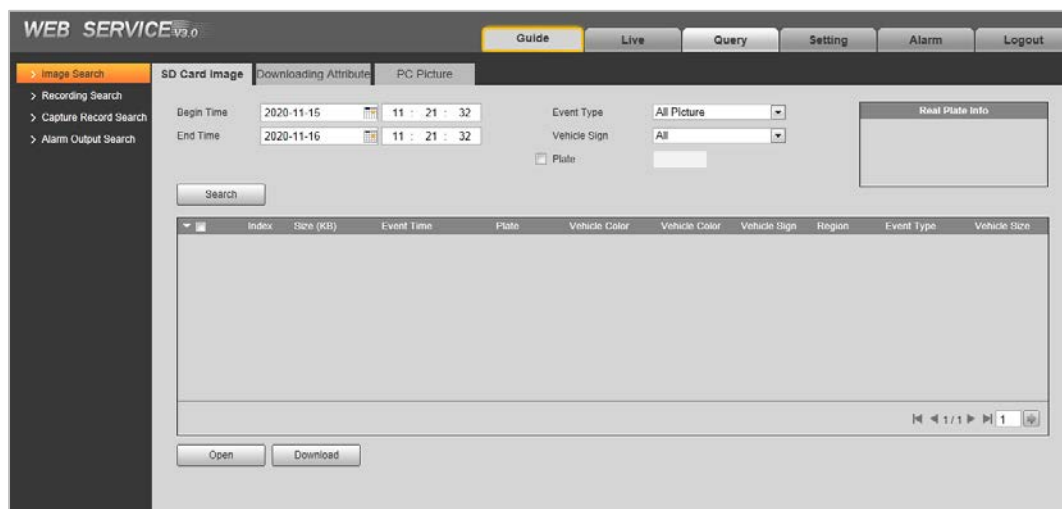 WEB SERVICE V3.0
Guide Live Query Setting Alarm Logout
> Image Search
> Recording Search
> Capture Record Search
> Alarm Output Search
SD Card Image Downloading Attribute PC Picture
Begin Time 2020-11-15 11 : 21 : 32 Event Type All Picture
End Time 2020-11-16 11 : 21 : 32 Vehicle Sign All
Plate
Real Plate Info
Search
Index Size (KB) Event Time Plate Vehicle Color Vehicle Color Vehicle Sign Region Event Type Vehicle Size
1/1 1
Open Download